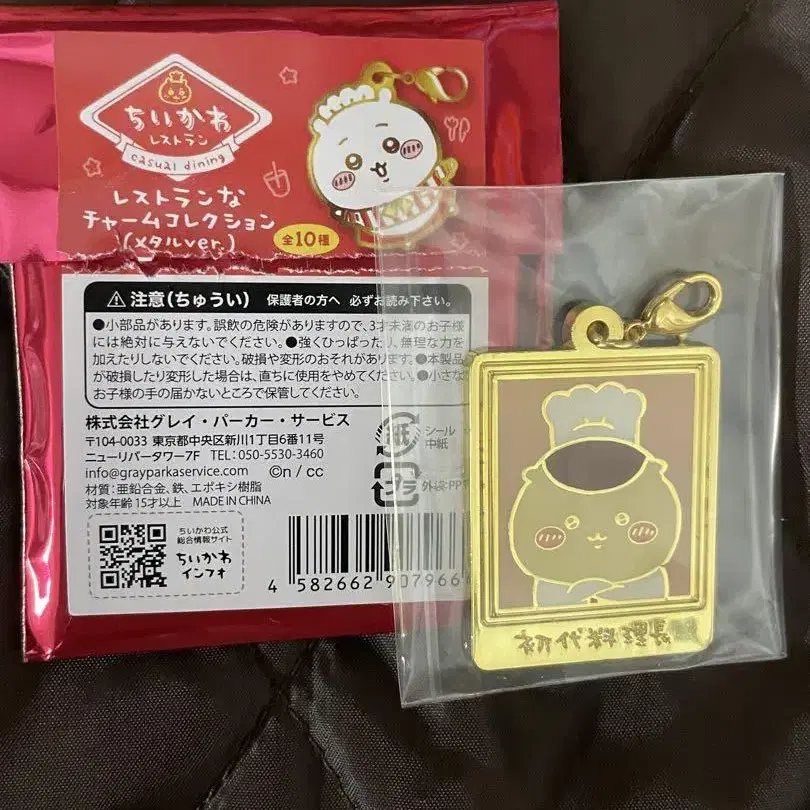 ちいかわ
レストラン
casual dining
レストランな
チャームコレクション
(メタルver.)
全10種
注意(ちゅうい) 保護者の方へ 必ずお読み下さい。
●小部品があります。誤飲の危険がありますので、3才未満のお子様
には絶対に与えないでください。●強くひっぱったり、無理な力を
加えたりしないでください。破損や変形のおそれがあります。●本製品
が破損したり変形した場合は、直ちに使用をやめてください。●小さな
お子様の手の届かないところで保管してください。
株式会社グレイ・パーカー・サービス
〒104-0033 東京都中央区新川1丁目6番11号
ニューリバータワー7F TEL:050-5530-3460
info@grayparkaservice.com ©n / cc
材質:亜鉛合金、鉄、エポキシ樹脂
対象年齢15才以上 MADE IN CHINA
紙
シール
中紙
プラ
外袋:PP
ちいかわ公式
総合情報サイト
ちいかわ
インフォ
4 582662 907966